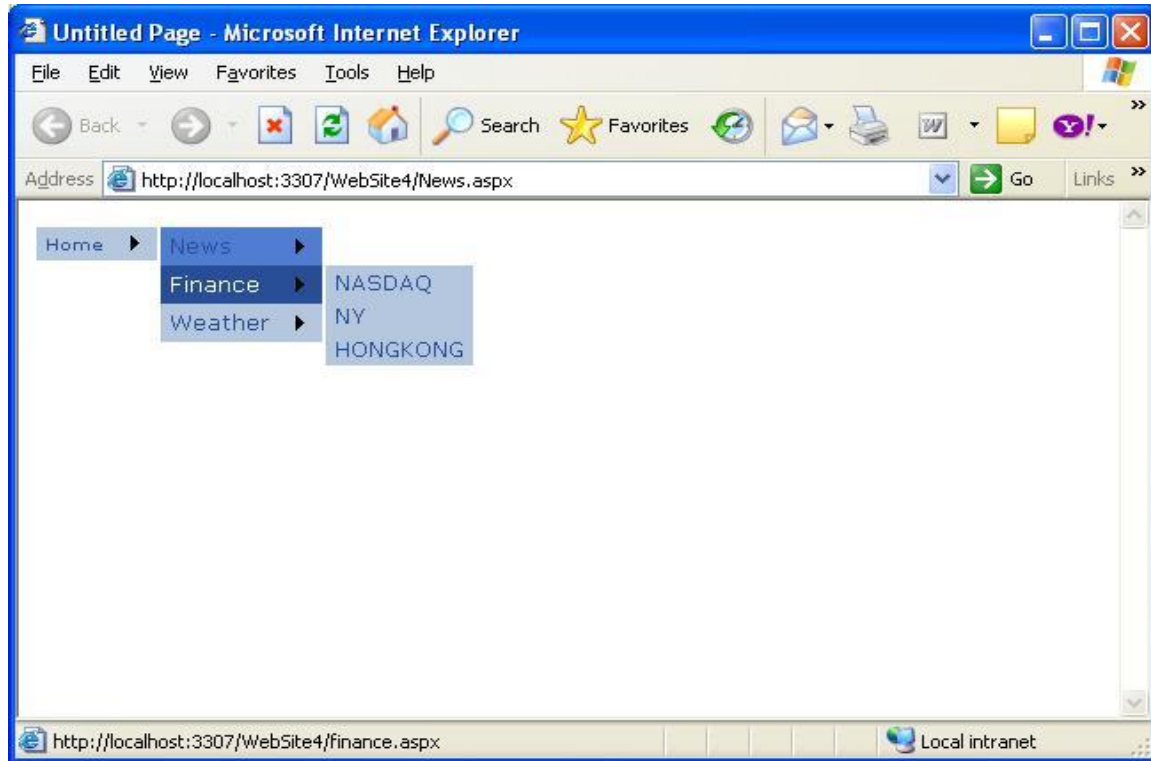 Untitled Page - Microsoft Internet Explorer
File Edit View Favorites Tools Help
Back Search Favorites W Y! »
Address http://localhost:3307/WebSite4/News.aspx Go Links »
Home News
Finance NASDAQ
Weather NY
HONGKONG
http://localhost:3307/WebSite4/finance.aspx Local intranet